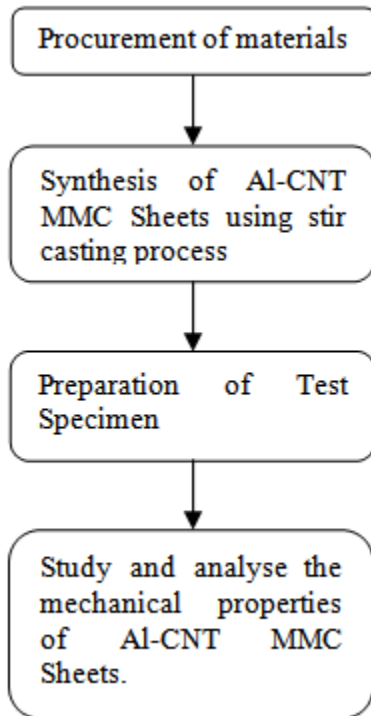 Procurement of materials
Synthesis of Al-CNT
MMC Sheets using stir
casting process
Preparation of Test
Specimen
Study and analyse the
mechanical properties
of Al-CNT MMC
Sheets.